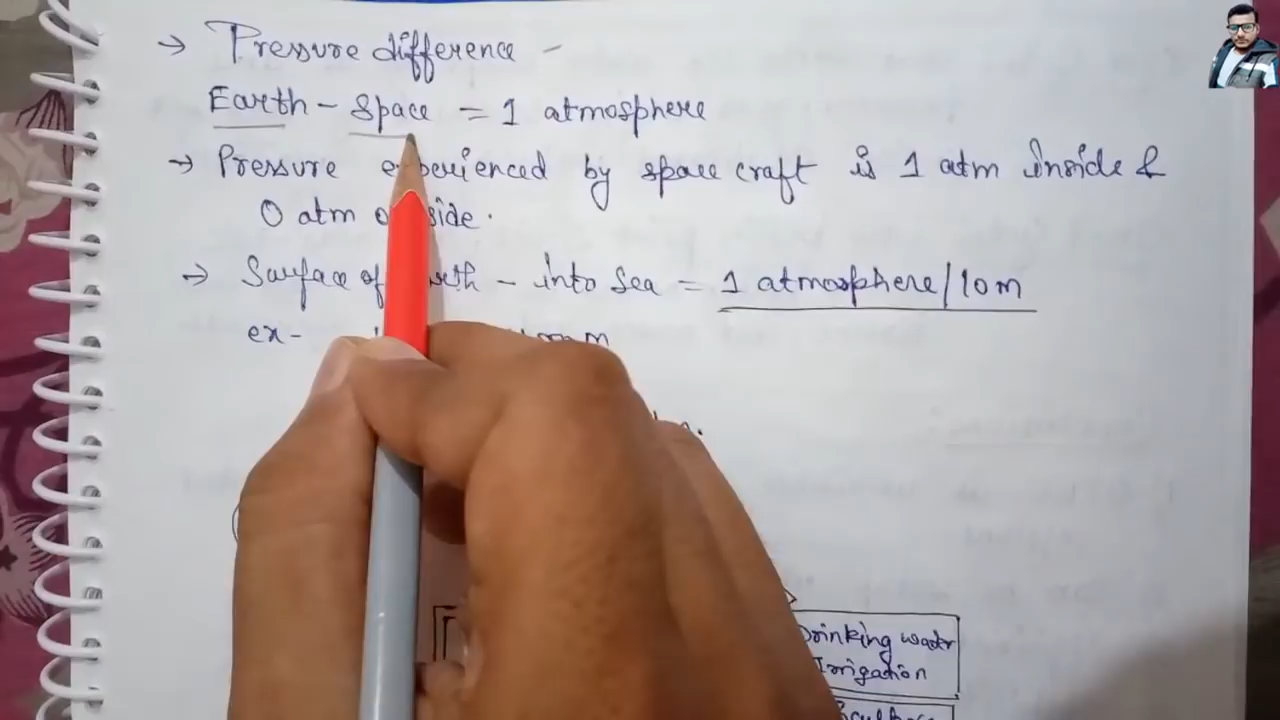 → Pressure difference -
Earth - space = 1 atmosphere
→ Pressure experienced by space craft is 1 atm inside &
0 atm
→ Surface of - into Sea = 1 atmosphere/10m
ex-
Drinking water
Irrigation